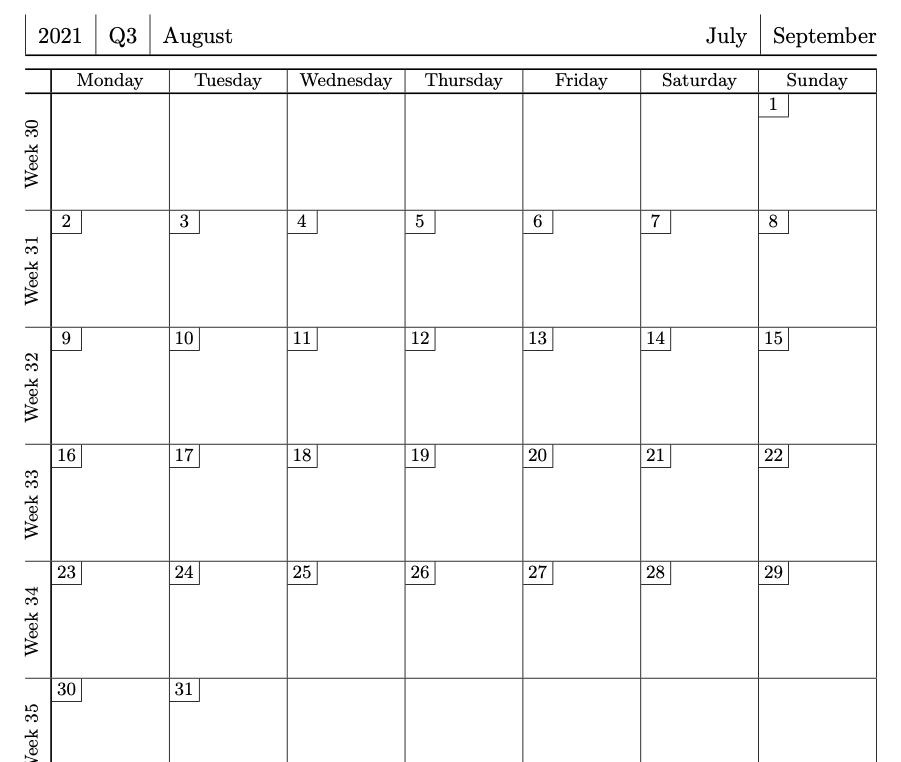 2021 Q3 August July September
Monday Tuesday Wednesday Thursday Friday Saturday Sunday
Week 30 1
Week 31 2 3 4 5 6 7 8
Week 32 9 10 11 12 13 14 15
Week 33 16 17 18 19 20 21 22
Week 34 23 24 25 26 27 28 29
Week 35 30 31